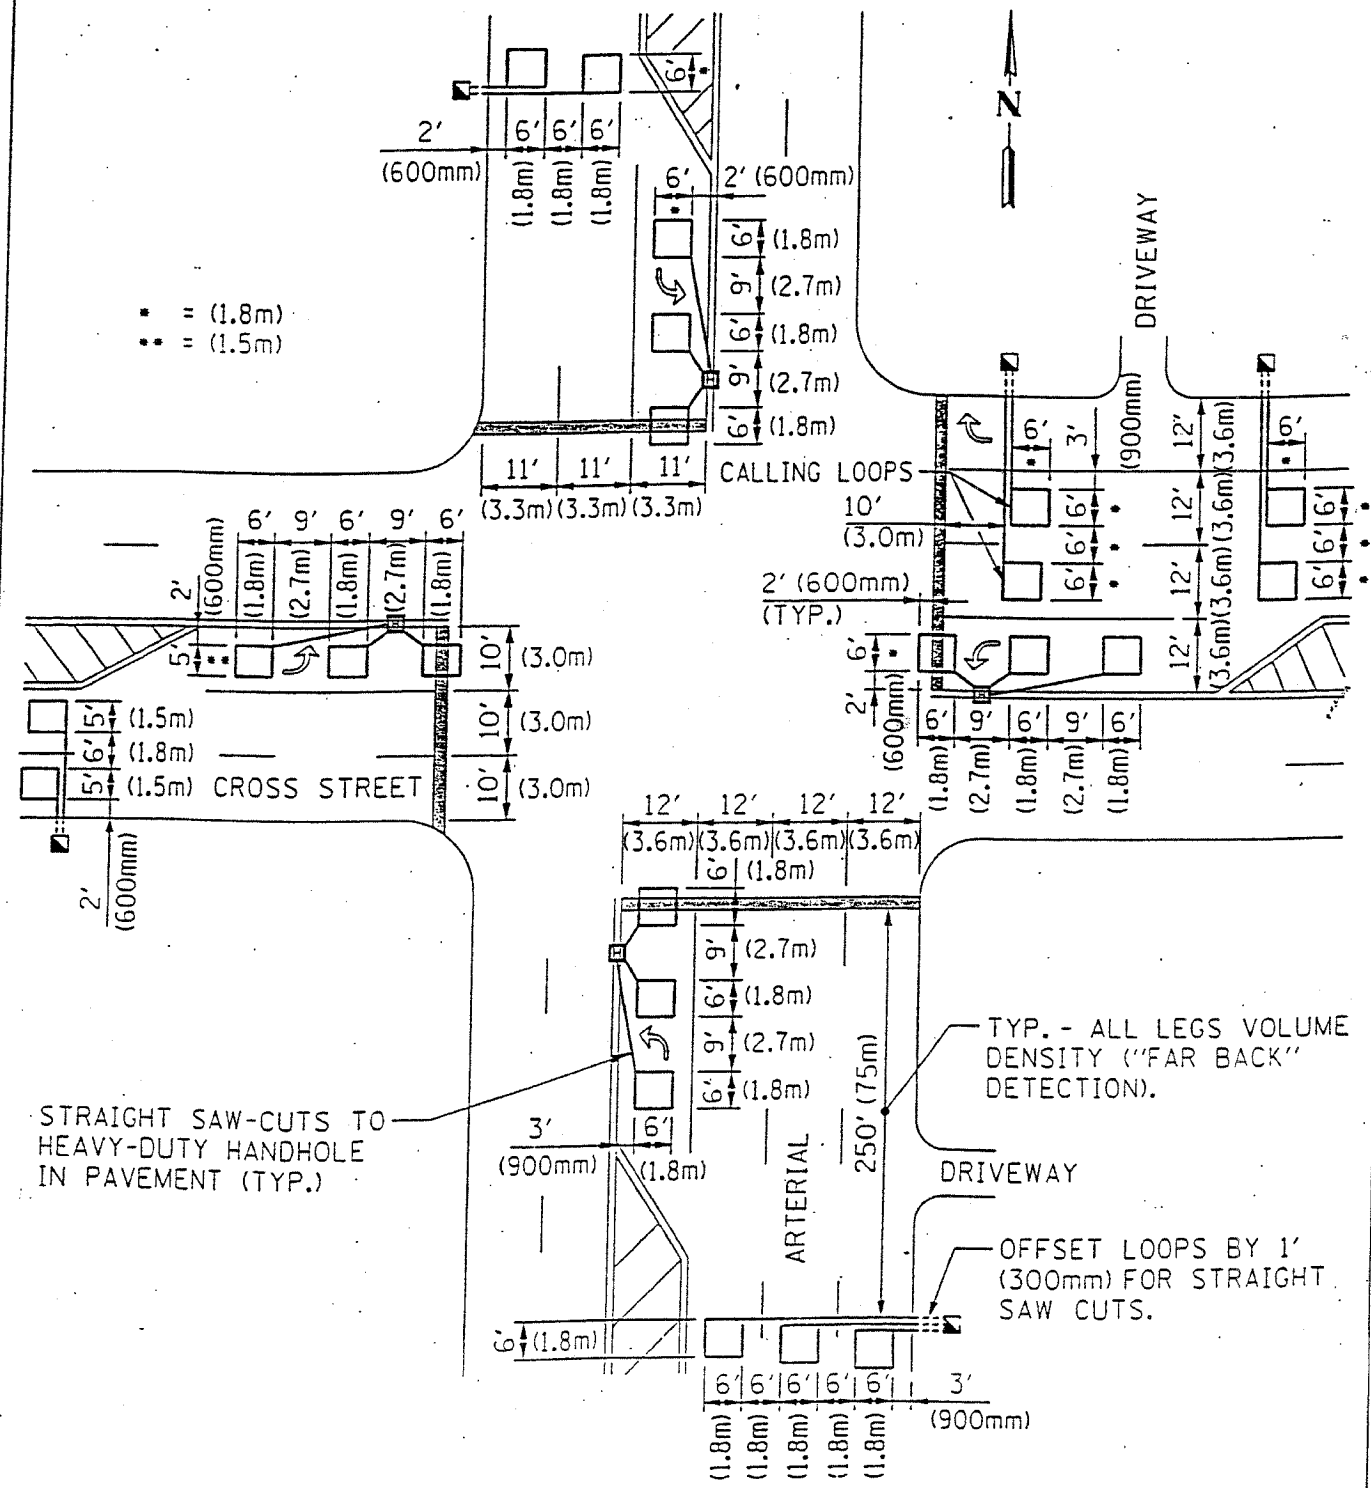 6'
*
2'
(600mm)
6' 6' 6'
(1.8m) (1.8m) (1.8m)
N
6' 2' (600mm)
*
6' (1.8m)
9' (2.7m)
6' (1.8m)
9' (2.7m)
6' (1.8m)
* = (1.8m)
** = (1.5m)
DRIVEWAY
11' 11' 11'
(3.3m) (3.3m) (3.3m)
CALLING LOOPS
6'
*
3'
(900mm)
12'
(3.6m)
6'
*
10'
(3.0m)
6' *
6' *
6' *
12'
(3.6m)
12'
(3.6m)
12'
(3.6m)
6' *
6' *
6' *
2' (600mm)
(TYP.)
6'
*
2'
(600mm)
6' 9' 6' 9' 6'
(1.8m) (2.7m) (1.8m) (2.7m) (1.8m)
2'
(600mm)
6' 9' 6' 9' 6'
(1.8m) (2.7m) (1.8m) (2.7m) (1.8m)
5' **
10' (3.0m)
10' (3.0m)
10' (3.0m)
5' (1.5m)
6' (1.8m)
5' (1.5m)
CROSS STREET
2'
(600mm)
12' 12' 12' 12'
(3.6m) (3.6m) (3.6m) (3.6m)
6' (1.8m)
9' (2.7m)
6' (1.8m)
9' (2.7m)
6' (1.8m)
H
H
H
H
STRAIGHT SAW-CUTS TO
HEAVY-DUTY HANDHOLE
IN PAVEMENT (TYP.)
3'
(900mm)
6'
(1.8m)
ARTERIAL
250' (75m)
TYP. - ALL LEGS VOLUME
DENSITY ("FAR BACK"
DETECTION).
DRIVEWAY
OFFSET LOOPS BY 1'
(300mm) FOR STRAIGHT
SAW CUTS.
6' (1.8m)
6' 6' 6' 6' 6'
(1.8m) (1.8m) (1.8m) (1.8m) (1.8m)
3'
(900mm)